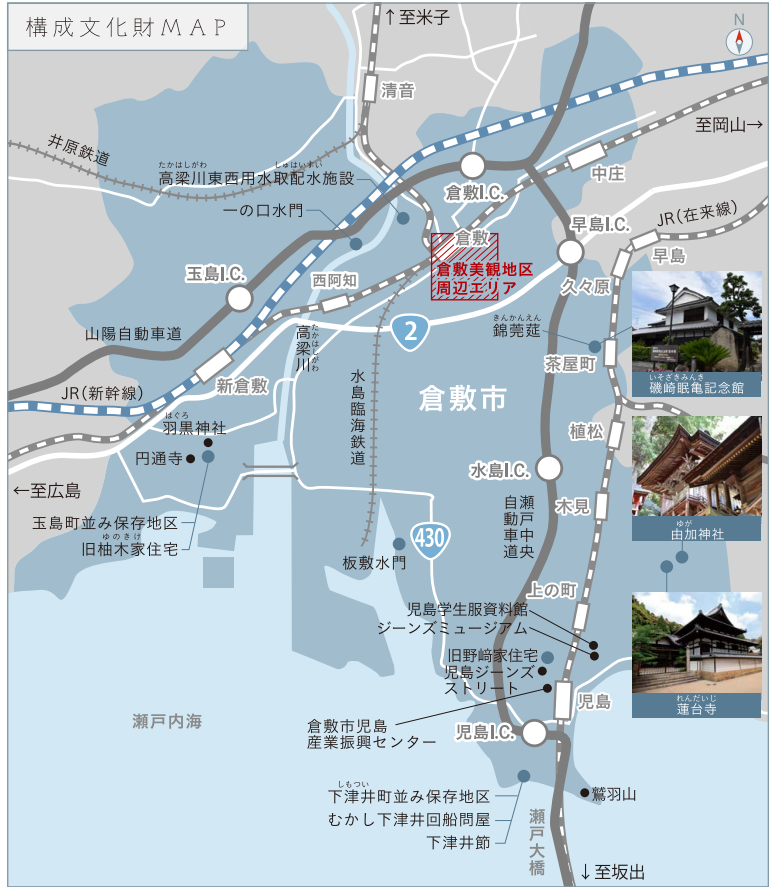 構成文化財MAP
↑至米子
N
清音
至岡山→
井原鉄道
たかはしがわ
しゅはいすい
高梁川東西用水取配水施設
倉敷I.C.
中庄
一の口水門
倉敷
早島I.C.
JR(在来線)
早島
倉敷美観地区
周辺エリア
玉島I.C.
西阿知
久々原
きんかんえん
錦莞莚
2
山陽自動車道
高梁川
たかはしがわ
茶屋町
新倉敷
水島臨海鉄道
倉敷市
いそざきみんき
磯崎眠亀記念館
JR(新幹線)
はぐろ
羽黒神社
円通寺
植松
水島I.C.
←至広島
木見
瀬戸中央
自動車道
玉島町並み保存地区
ゆのきけ
旧柚木家住宅
430
板敷水門
ゆが
由加神社
上の町
児島学生服資料館
ジーンズミュージアム
旧野﨑家住宅
児島ジーンズ
ストリート
児島
れんだいじ
蓮台寺
瀬戸内海
倉敷市児島
産業振興センター
児島I.C.
しもつい
下津井町並み保存地区
むかし下津井回船問屋
下津井節
鷲羽山
瀬戸大橋
↓至坂出